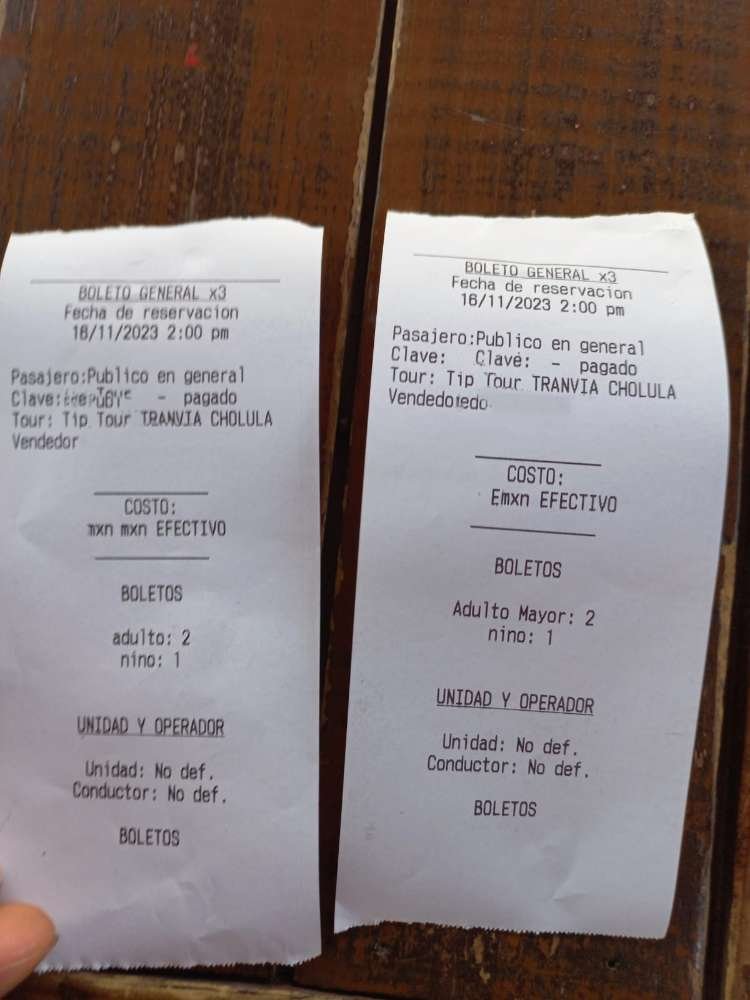 BOLETO GENERAL x3
Fecha de reservacion
16/11/2023 2:00 pm
Pasajero:Publico en general
Clave: - pagado
Tour: Tip Tour TRANVIA CHOLULA
Vendedor
COSTO:
mxn mxn EFECTIVO
BOLETOS
adulto: 2
nino: 1
UNIDAD Y OPERADOR
Unidad: No def.
Conductor: No def.
BOLETOS
BOLETO GENERAL x3
Fecha de reservacion
16/11/2023 2:00 pm
Pasajero:Publico en general
Clave: Clave: - pagado
Tour: Tip Tour TRANVIA CHOLULA
COSTO:
Emxn EFECTIVO
BOLETOS
Adulto Mayor: 2
nino: 1
UNIDAD Y OPERADOR
Unidad: No def.
Conductor: No def.
BOLETOS